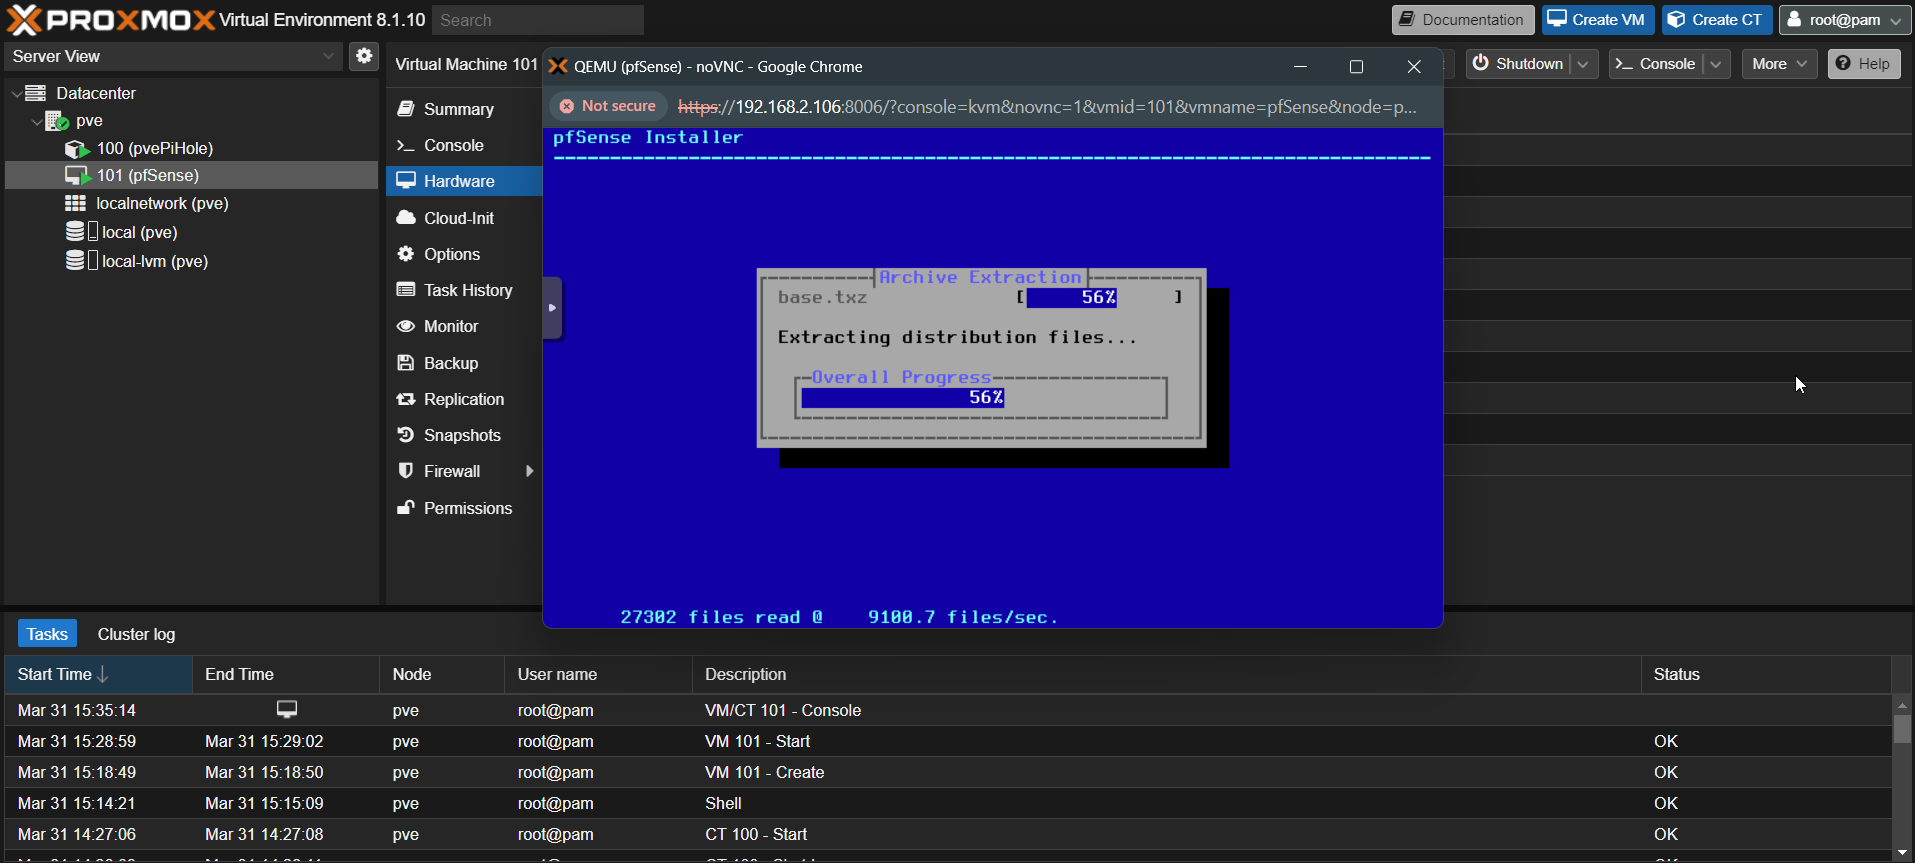 PROXMOX Virtual Environment 8.1.10 Search Documentation Create VM Create CT root@pam
Server View
Virtual Machine 101
Shutdown Console More Help
Datacenter
pve
100 (pvePiHole)
101 (pfSense)
localnetwork (pve)
local (pve)
local-lvm (pve)
Summary
Console
Hardware
Cloud-Init
Options
Task History
Monitor
Backup
Replication
Snapshots
Firewall
Permissions
QEMU (pfSense) - noVNC - Google Chrome
Not secure https://192.168.2.106:8006/?console=kvm&novnc=1&vmid=101&vmname=pfSense&node=p...
pfSense Installer
Archive Extraction
base.txz [ 56% ]
Extracting distribution files...
Overall Progress
56%
27302 files read @ 9100.7 files/sec.
Tasks Cluster log
Start Time End Time Node User name Description Status
Mar 31 15:35:14 pve root@pam VM/CT 101 - Console
Mar 31 15:28:59 Mar 31 15:29:02 pve root@pam VM 101 - Start OK
Mar 31 15:18:49 Mar 31 15:18:50 pve root@pam VM 101 - Create OK
Mar 31 15:14:21 Mar 31 15:15:09 pve root@pam Shell OK
Mar 31 14:27:06 Mar 31 14:27:08 pve root@pam CT 100 - Start OK